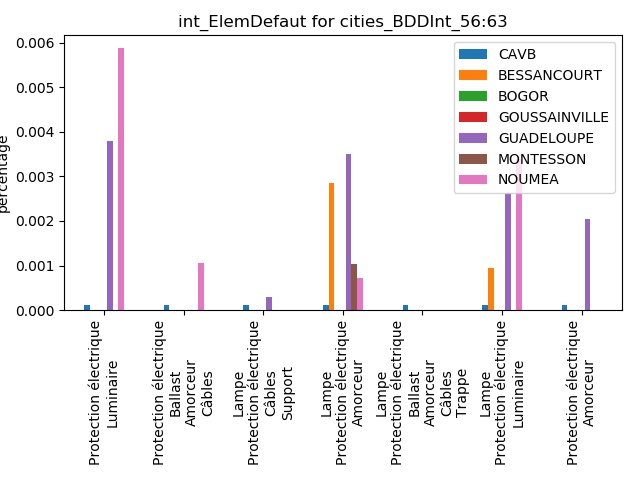 int_ElemDefaut for cities_BDDInt_56:63
percentage
0.006
0.005
0.004
0.003
0.002
0.001
0.000
CAVB
BESSANCOURT
BOGOR
GOUSSAINVILLE
GUADELOUPE
MONTESSON
NOUMEA
Protection électrique
Luminaire
Protection électrique
Ballast
Amorceur
Câbles
Lampe
Protection électrique
Câbles
Support
Lampe
Protection électrique
Amorceur
Lampe
Protection électrique
Ballast
Amorceur
Câbles
Trappe
Lampe
Protection électrique
Luminaire
Protection électrique
Amorceur